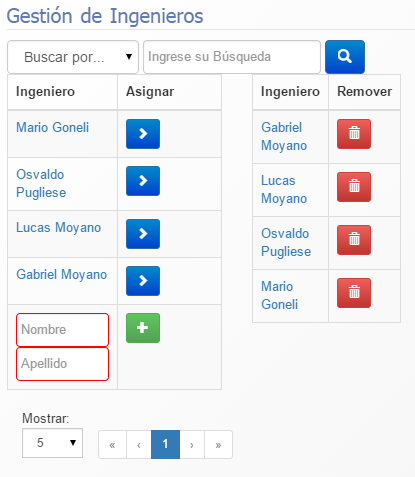 Gestión de Ingenieros
Buscar por...
Ingrese su Búsqueda
Ingeniero Asignar
Mario Goneli
Osvaldo
Pugliese
Lucas Moyano
Gabriel Moyano
Nombre
Apellido
Ingeniero Remover
Gabriel
Moyano
Lucas
Moyano
Osvaldo
Pugliese
Mario
Goneli
Mostrar:
5
« ‹ 1 › »